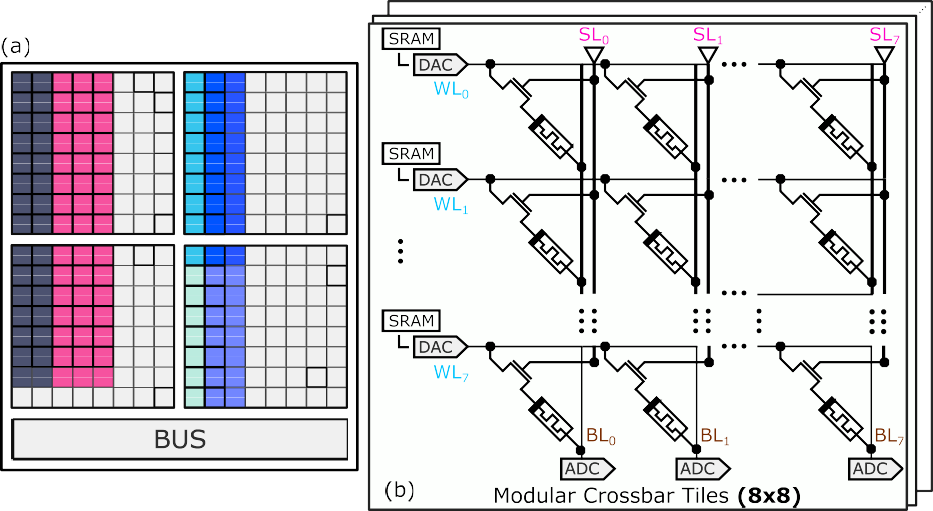 (a)
BUS
SRAM
SL0
SL1
SL7
DAC
WL0
SRAM
DAC
WL1
SRAM
DAC
WL7
BL0
BL1
BL7
ADC
ADC
ADC
(b)
Modular Crossbar Tiles (8x8)